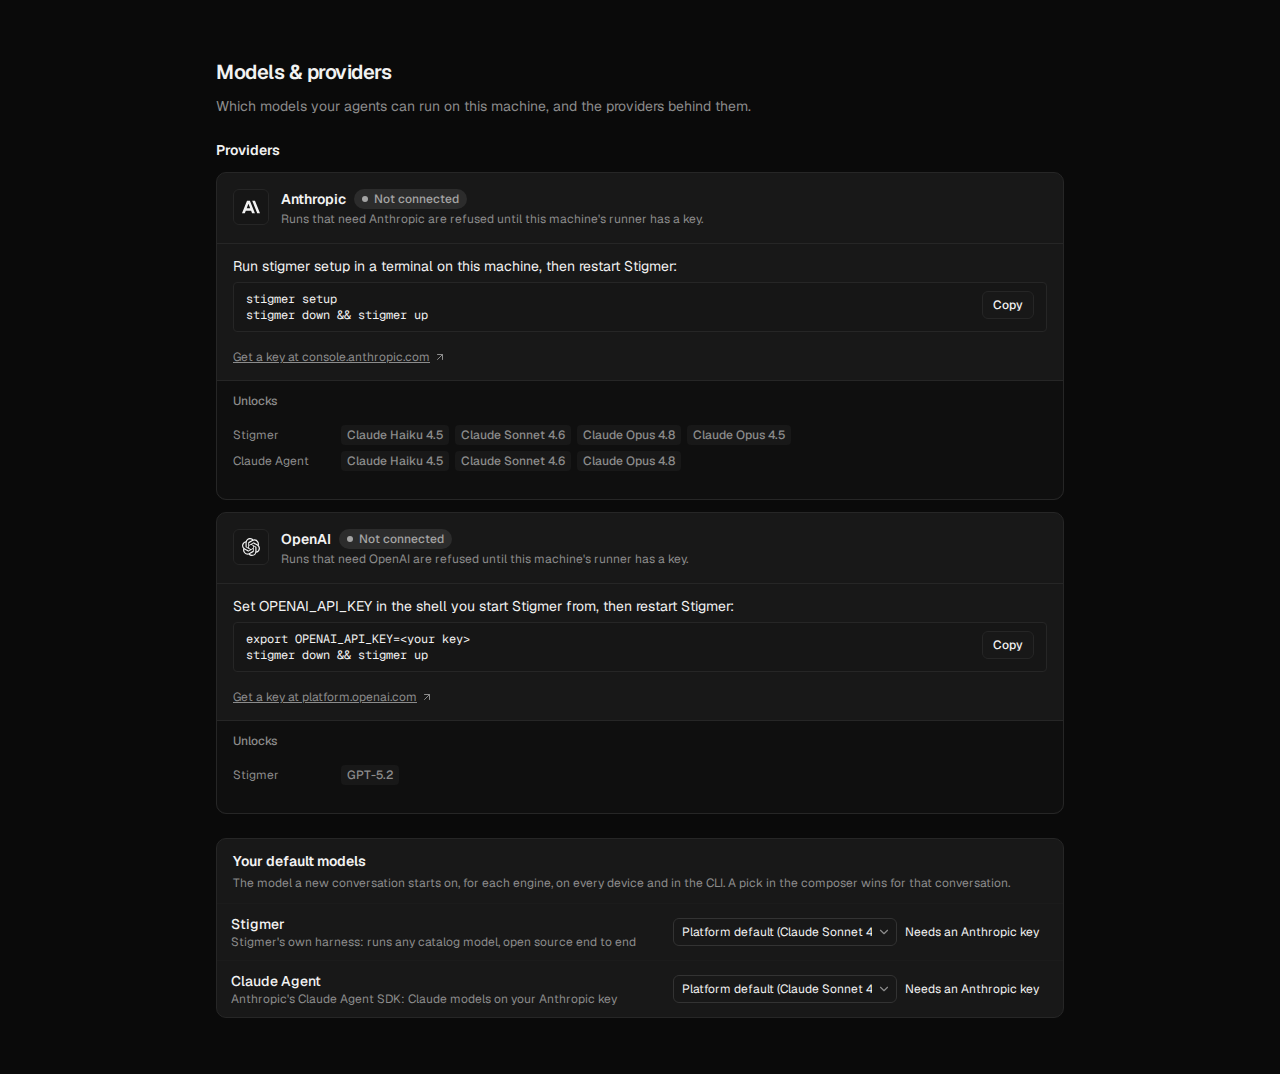 Models & providers
Which models your agents can run on this machine, and the providers behind them.
Providers
Anthropic Not connected
Runs that need Anthropic are refused until this machine's runner has a key.
Run stigmer setup in a terminal on this machine, then restart Stigmer:
stigmer setup
stigmer down && stigmer up
Copy
Get a key at console.anthropic.com
Unlocks
Stigmer Claude Haiku 4.5 Claude Sonnet 4.6 Claude Opus 4.8 Claude Opus 4.5
Claude Agent Claude Haiku 4.5 Claude Sonnet 4.6 Claude Opus 4.8
OpenAI Not connected
Runs that need OpenAI are refused until this machine's runner has a key.
Set OPENAI_API_KEY in the shell you start Stigmer from, then restart Stigmer:
export OPENAI_API_KEY=<your key>
stigmer down && stigmer up
Copy
Get a key at platform.openai.com
Unlocks
Stigmer GPT-5.2
Your default models
The model a new conversation starts on, for each engine, on every device and in the CLI. A pick in the composer wins for that conversation.
Stigmer
Stigmer's own harness: runs any catalog model, open source end to end
Platform default (Claude Sonnet 4 Needs an Anthropic key
Claude Agent
Anthropic's Claude Agent SDK: Claude models on your Anthropic key
Platform default (Claude Sonnet 4 Needs an Anthropic key